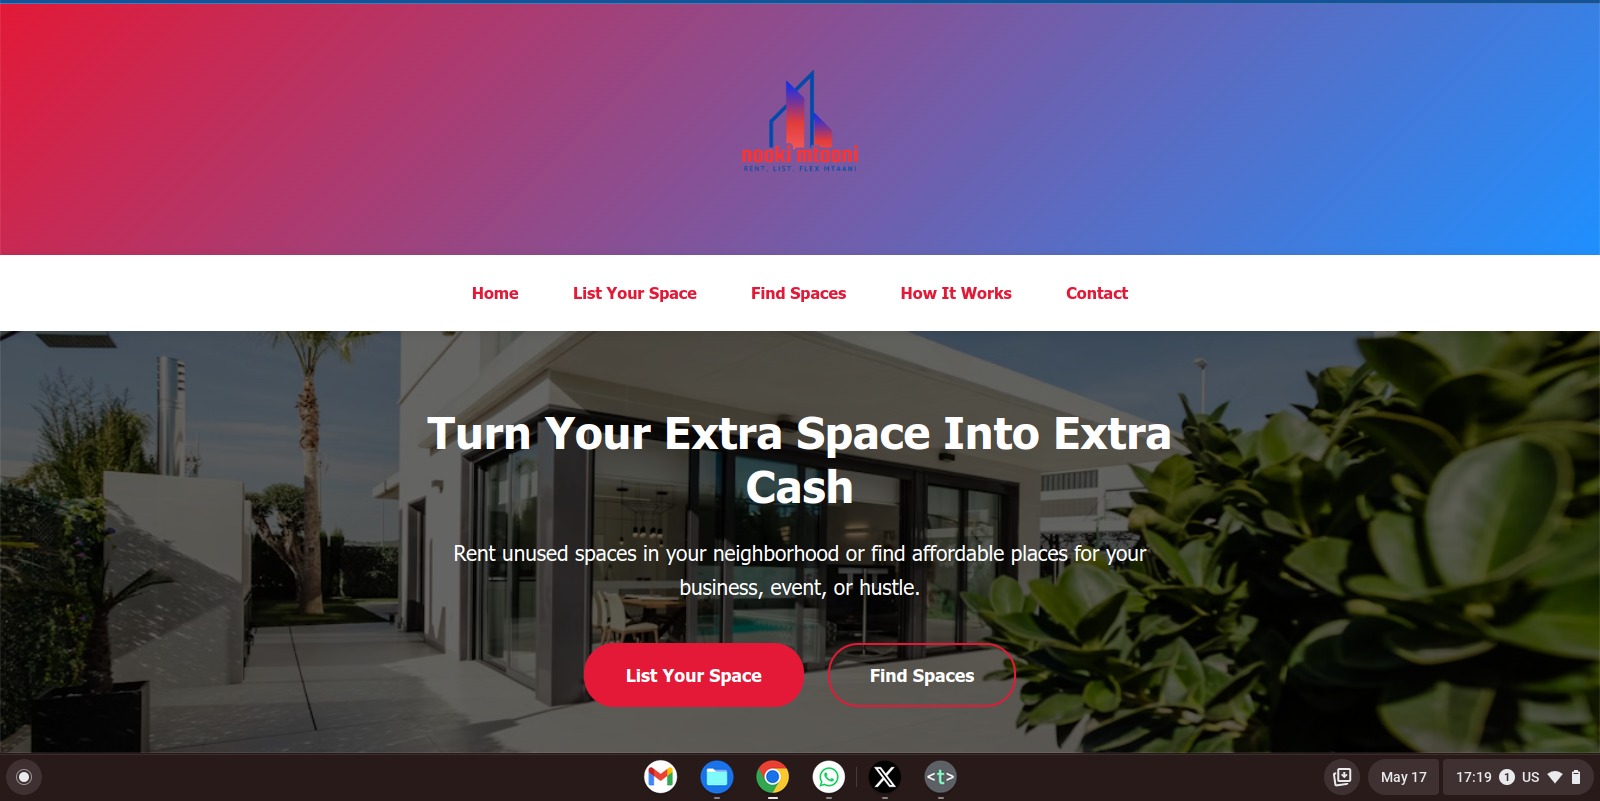 nooki mtaani
RENT, LIST, FLEX MTAANI
Home List Your Space Find Spaces How It Works Contact
Turn Your Extra Space Into Extra
Cash
Rent unused spaces in your neighborhood or find affordable places for your
business, event, or hustle.
List Your Space Find Spaces
<t>
May 17 17:19 1 US